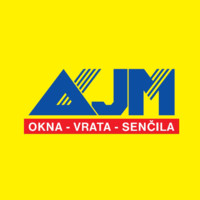 AJM
OKNA - VRATA - SENČILA